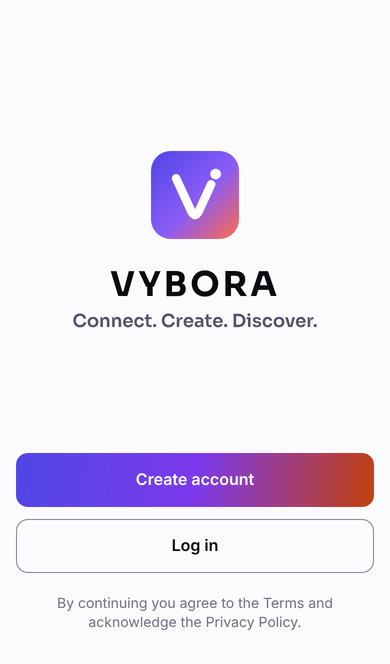 VYBORA
Connect. Create. Discover.
Create account
Log in
By continuing you agree to the Terms and
acknowledge the Privacy Policy.